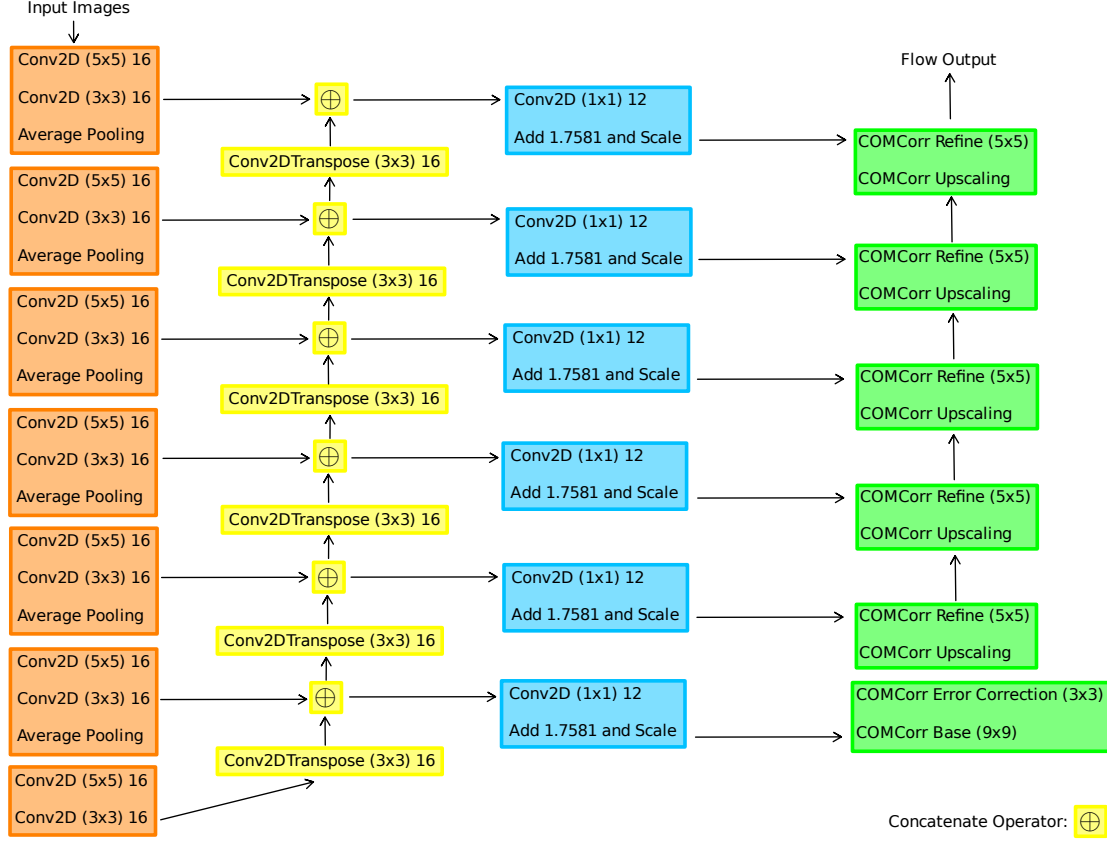 Input Images
Conv2D (5x5) 16
Conv2D (3x3) 16
Average Pooling
Conv2D (5x5) 16
Conv2D (3x3) 16
Average Pooling
Conv2D (5x5) 16
Conv2D (3x3) 16
Average Pooling
Conv2D (5x5) 16
Conv2D (3x3) 16
Average Pooling
Conv2D (5x5) 16
Conv2D (3x3) 16
Average Pooling
Conv2D (5x5) 16
Conv2D (3x3) 16
Average Pooling
Conv2D (5x5) 16
Conv2D (3x3) 16
Conv2DTranspose (3x3) 16
Conv2DTranspose (3x3) 16
Conv2DTranspose (3x3) 16
Conv2DTranspose (3x3) 16
Conv2DTranspose (3x3) 16
Conv2DTranspose (3x3) 16
Conv2D (1x1) 12
Add 1.7581 and Scale
Conv2D (1x1) 12
Add 1.7581 and Scale
Conv2D (1x1) 12
Add 1.7581 and Scale
Conv2D (1x1) 12
Add 1.7581 and Scale
Conv2D (1x1) 12
Add 1.7581 and Scale
Conv2D (1x1) 12
Add 1.7581 and Scale
Flow Output
COMCorr Refine (5x5)
COMCorr Upscaling
COMCorr Refine (5x5)
COMCorr Upscaling
COMCorr Refine (5x5)
COMCorr Upscaling
COMCorr Refine (5x5)
COMCorr Upscaling
COMCorr Refine (5x5)
COMCorr Upscaling
COMCorr Error Correction (3x3)
COMCorr Base (9x9)
Concatenate Operator: